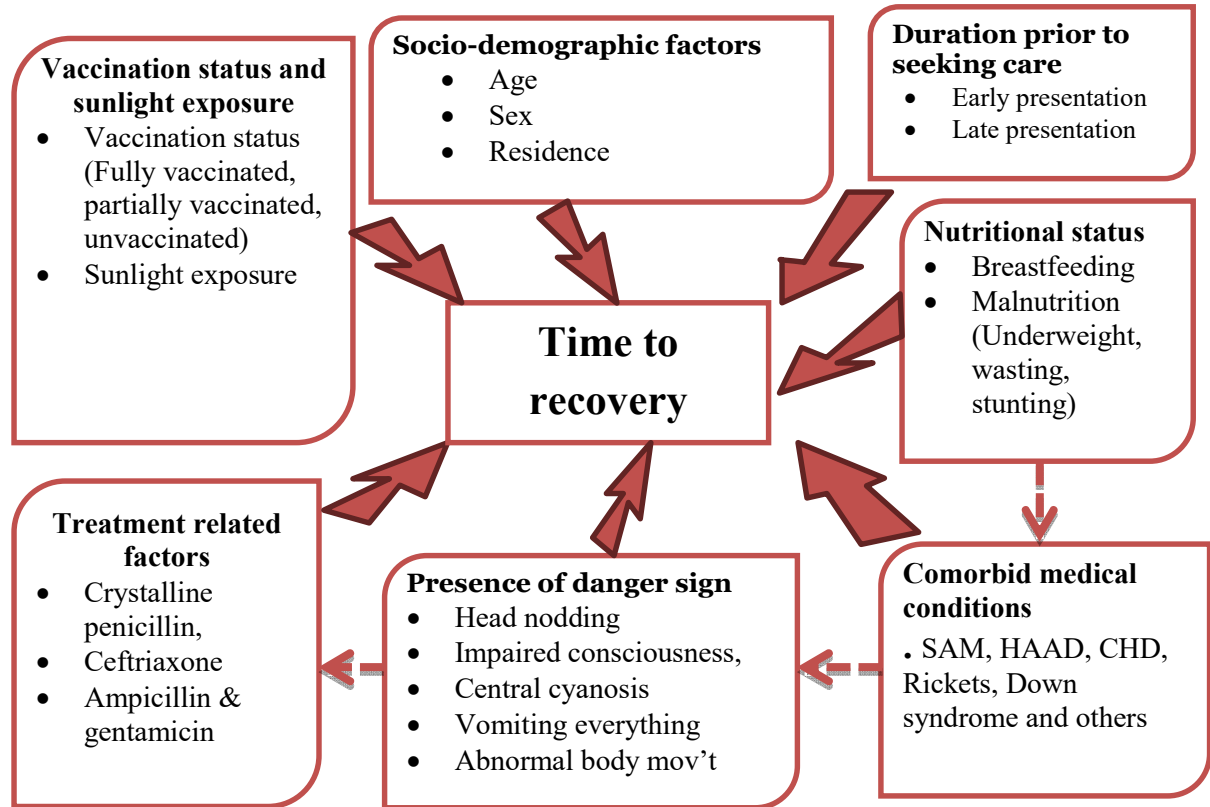 Vaccination status and
sunlight exposure
• Vaccination status
(Fully vaccinated,
partially vaccinated,
unvaccinated)
• Sunlight exposure
Socio-demographic factors
• Age
• Sex
• Residence
Duration prior to
seeking care
• Early presentation
• Late presentation
Nutritional status
• Breastfeeding
• Malnutrition
(Underweight,
wasting,
stunting)
Time to
recovery
Treatment related
factors
• Crystalline
penicillin,
• Ceftriaxone
• Ampicillin &
gentamicin
Presence of danger sign
• Head nodding
• Impaired consciousness,
• Central cyanosis
• Vomiting everything
• Abnormal body mov't
Comorbid medical
conditions
. SAM, HAAD, CHD,
Rickets, Down
syndrome and others